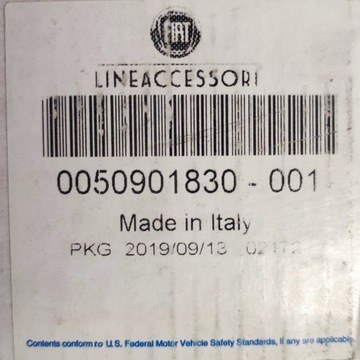 FIAT
LINEACCESSORI
0050901830 - 001
Made in Italy
PKG 2019/09/13
Contents conform to U.S. Federal Motor Vehicle Safety Standards, if any are applicable.